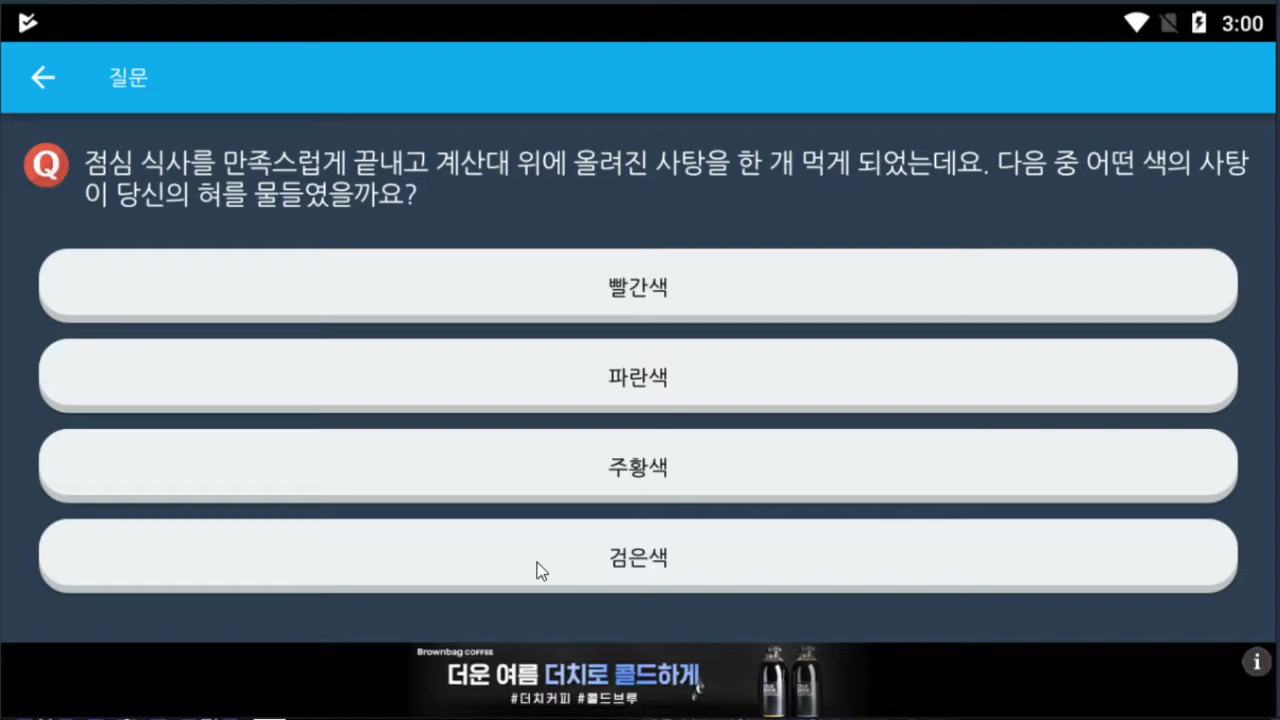 3:00
질문
Q 점심 식사를 만족스럽게 끝내고 계산대 위에 올려진 사탕을 한 개 먹게 되었는데요. 다음 중 어떤 색의 사탕
이 당신의 혀를 물들였을까요?
빨간색
파란색
주황색
검은색
Brownbag COFFEE
더운 여름 더치로 콜드하게
#더치커피 #콜드브루
i